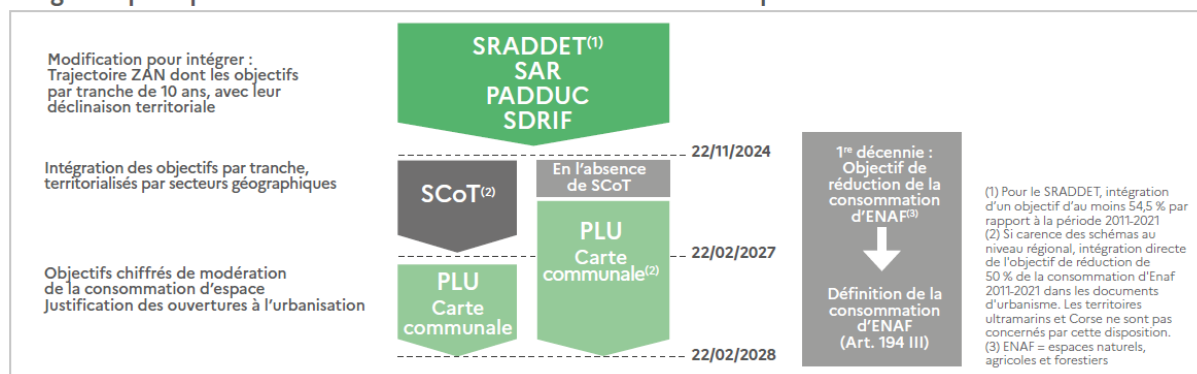 Modification pour intégrer :
Trajectoire ZAN dont les objectifs
par tranche de 10 ans, avec leur
déclinaison territoriale
SRADDET(1)
SAR
PADDUC
SDRIF
22/11/2024
Intégration des objectifs par tranche,
territorialisés par secteurs géographiques
SCoT(2)
En l'absence
de SCoT
PLU
Carte
communale(2)
22/02/2027
Objectifs chiffrés de modération
de la consommation d'espace
Justification des ouvertures à l'urbanisation
PLU
Carte
communale
22/02/2028
1re décennie :
Objectif de
réduction de la
consommation
d'ENAF(3)
Définition de la
consommation
d'ENAF
(Art. 194 III)
(1) Pour le SRADDET, intégration
d'un objectif d'au moins 54,5 % par
rapport à la période 2011-2021
(2) Si carence des schémas au
niveau régional, intégration directe
de l'objectif de réduction de
50 % de la consommation d'Enaf
2011-2021 dans les documents
d'urbanisme. Les territoires
ultramarins et Corse ne sont pas
concernés par cette disposition.
(3) ENAF = espaces naturels,
agricoles et forestiers